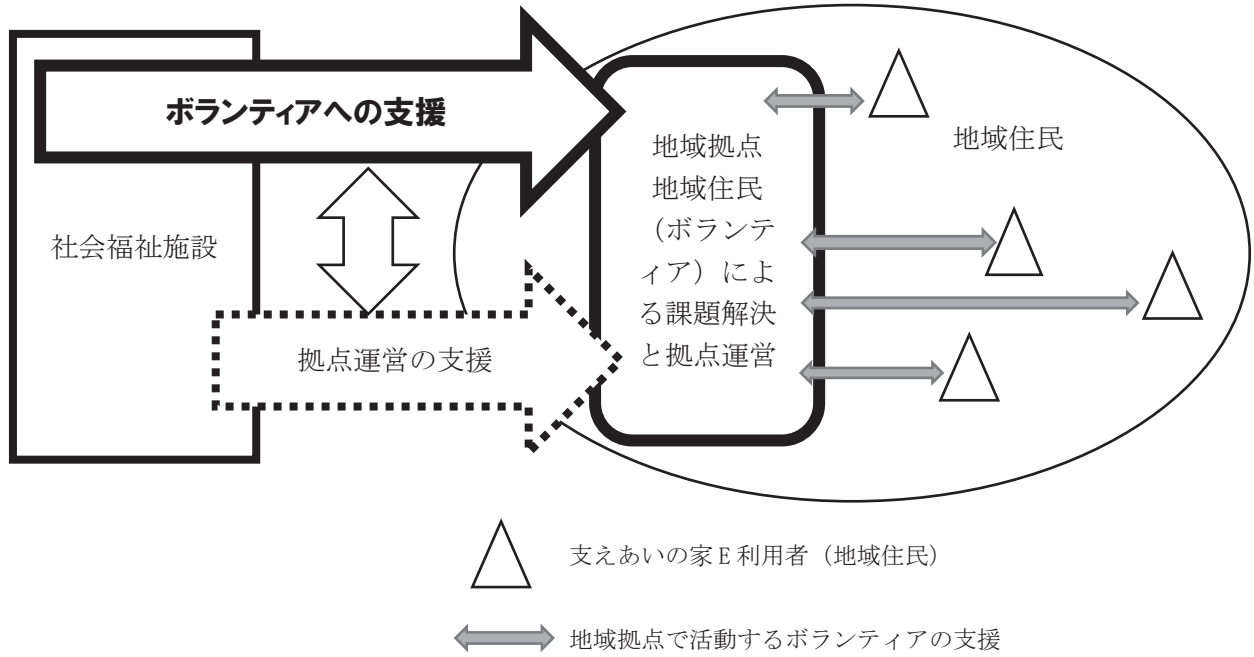 ボランティアへの支援
社会福祉施設
拠点運営の支援
地域拠点
地域住民
（ボランテ
ィア）によ
る課題解決
と拠点運営
地域住民
支えあいの家E利用者（地域住民）
地域拠点で活動するボランティアの支援